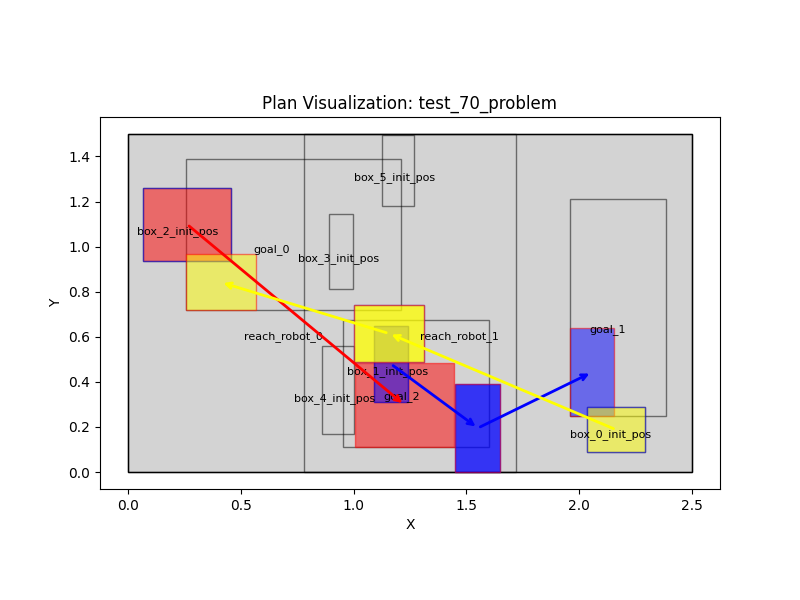 Plan Visualization: test_70_problem
1.4
1.2
1.0
0.8
0.6
0.4
0.2
0.0
Y
box_5_init_pos
box_2_init_pos
goal_0
box_3_init_pos
reach_robot_0
reach_robot_1
goal_1
box_1_init_pos
box_4_init_pos
goal_2
box_0_init_pos
0.0
0.5
1.0
1.5
2.0
2.5
X